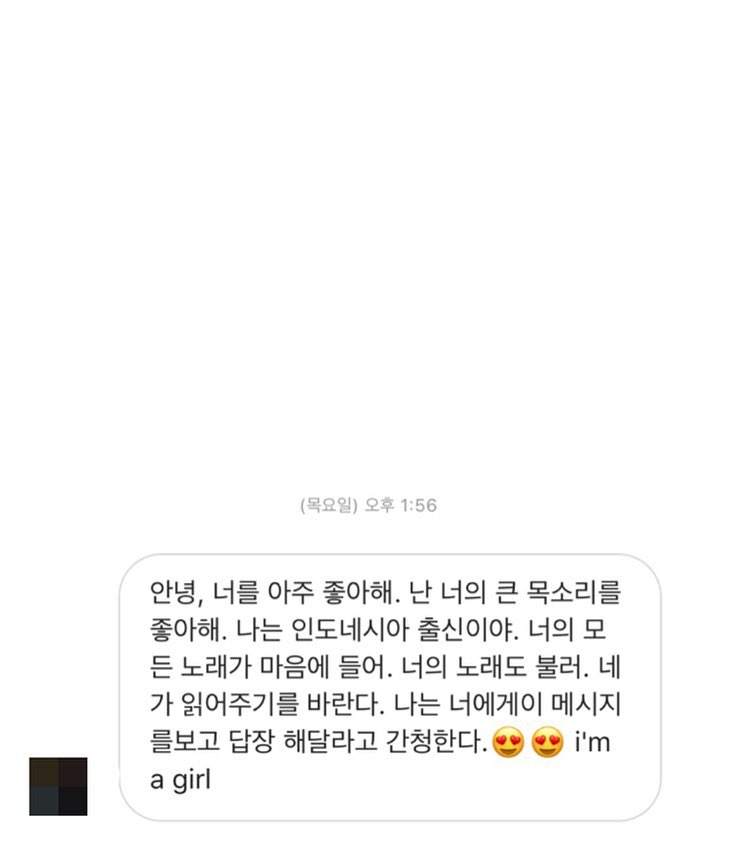 (목요일) 오후 1:56
안녕, 너를 아주 좋아해. 난 너의 큰 목소리를
좋아해. 나는 인도네시아 출신이야. 너의 모
든 노래가 마음에 들어. 너의 노래도 불러. 네
가 읽어주기를 바란다. 나는 너에게이 메시지
를보고 답장 해달라고 간청한다.😍😍 i'm
a girl